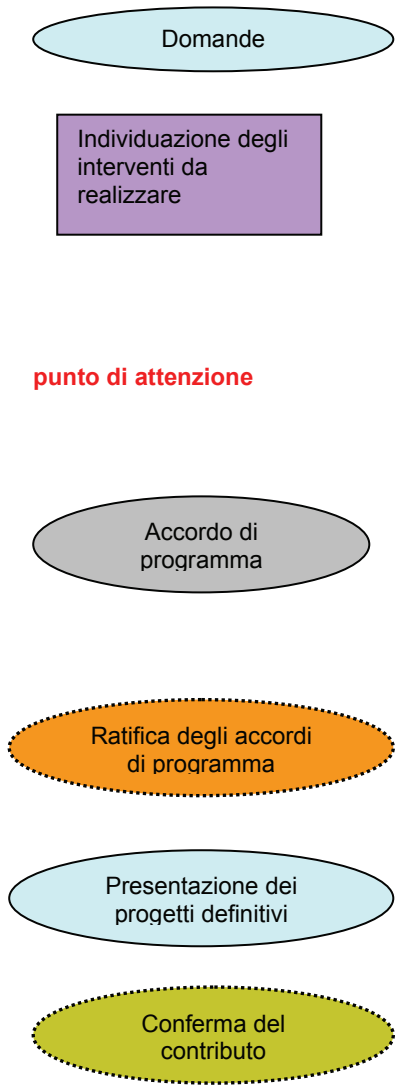 Domande
Individuazione degli
interventi da
realizzare
punto di attenzione
Accordo di
programma
Ratifica degli accordi
di programma
Presentazione dei
progetti definitivi
Conferma del
contributo